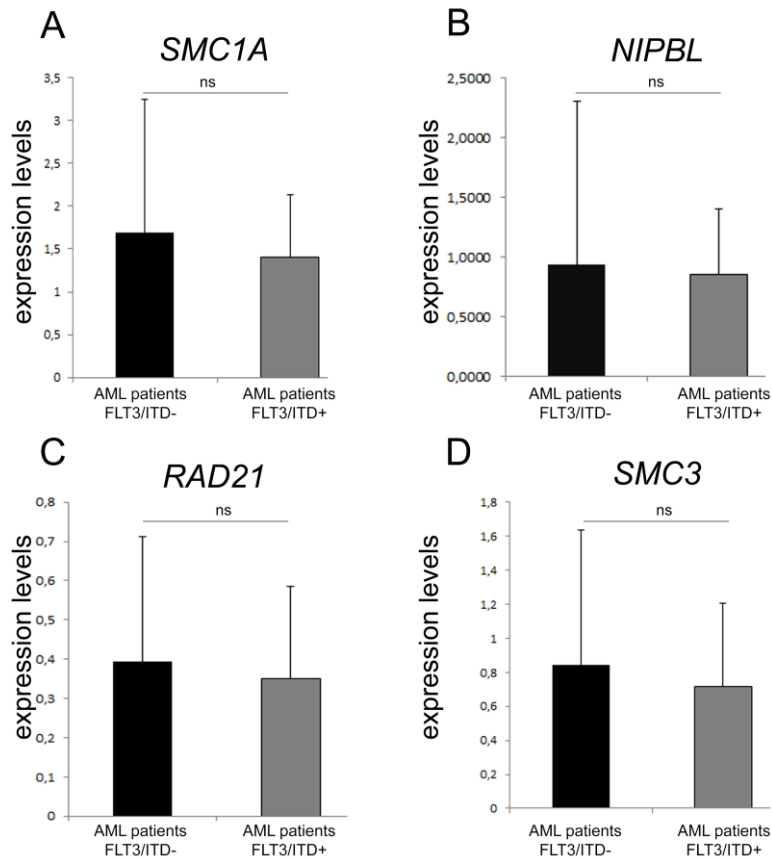 A
SMC1A
3,5
3
2,5
2
1,5
1
0,5
0
expression levels
ns
AML patients
FLT3/ITD-
AML patients
FLT3/ITD+
B
NIPBL
2,5000
2,0000
1,5000
1,0000
0,5000
0,0000
expression levels
ns
AML patients
FLT3/ITD-
AML patients
FLT3/ITD+
C
RAD21
0,8
0,7
0,6
0,5
0,4
0,3
0,2
0,1
0
expression levels
ns
AML patients
FLT3/ITD-
AML patients
FLT3/ITD+
D
SMC3
1,8
1,6
1,4
1,2
1
0,8
0,6
0,4
0,2
0
expression levels
ns
AML patients
FLT3/ITD-
AML patients
FLT3/ITD+